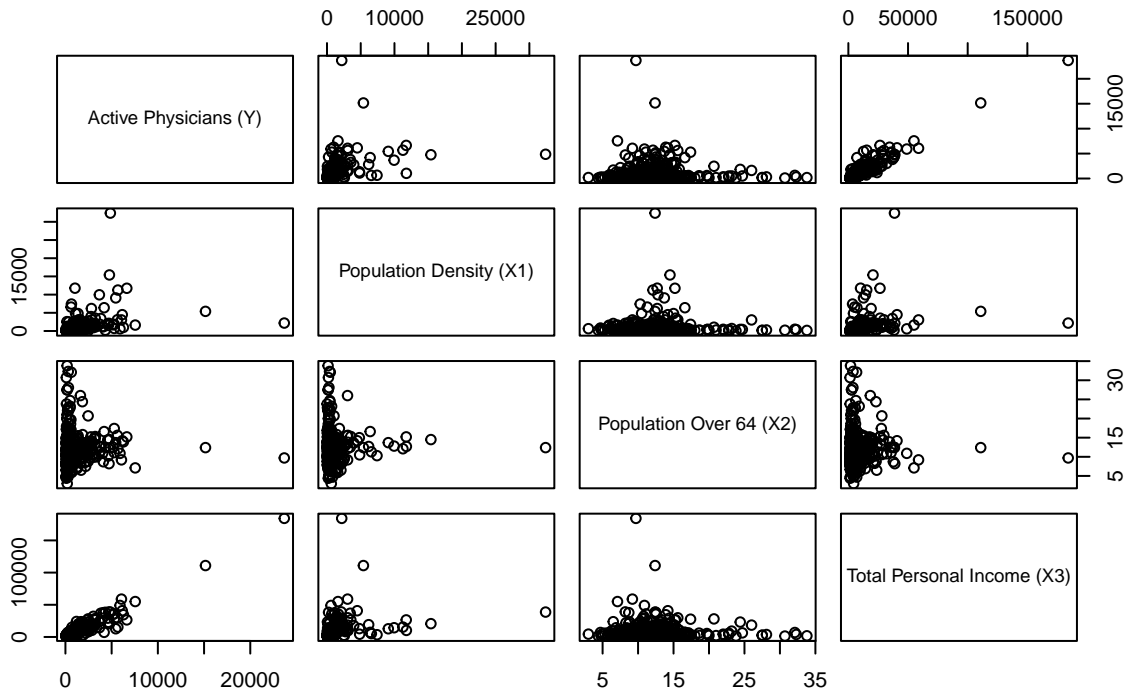 0 10000 25000 0 50000 150000
Active Physicians (Y)
0 15000
0 15000
Population Density (X1)
Population Over 64 (X2)
5 15 30
0 100000
Total Personal Income (X3)
0 10000 20000 5 15 25 35